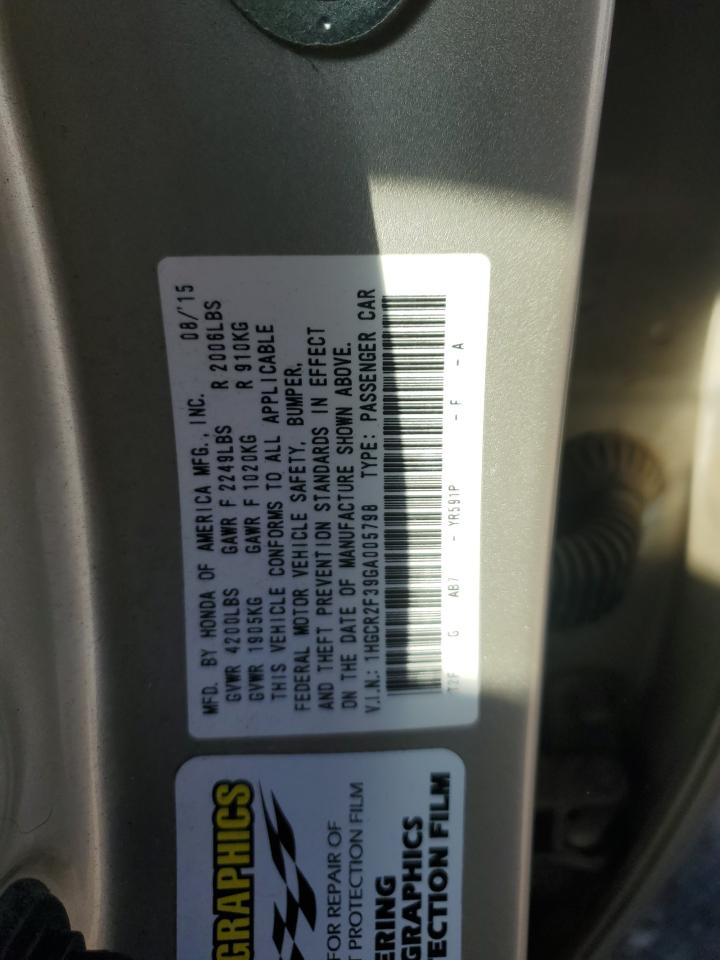 MFD. BY HONDA OF AMERICA MFG., INC. 08/'15
GVWR 4200LBS GAWR F 2249LBS R 2006LBS
GVWR 1905KG GAWR F 1020KG R 910KG
THIS VEHICLE CONFORMS TO ALL APPLICABLE
FEDERAL MOTOR VEHICLE SAFETY, BUMPER,
AND THEFT PREVENTION STANDARDS IN EFFECT
ON THE DATE OF MANUFACTURE SHOWN ABOVE.
V.I.N.: 1HGCR2F39GA005798 TYPE: PASSENGER CAR
T2F G AB7 - YR591P - F - A
GRAPHICS
FOR REPAIR OF
T PROTECTION FILM
ERING
GRAPHICS
TECTION FILM